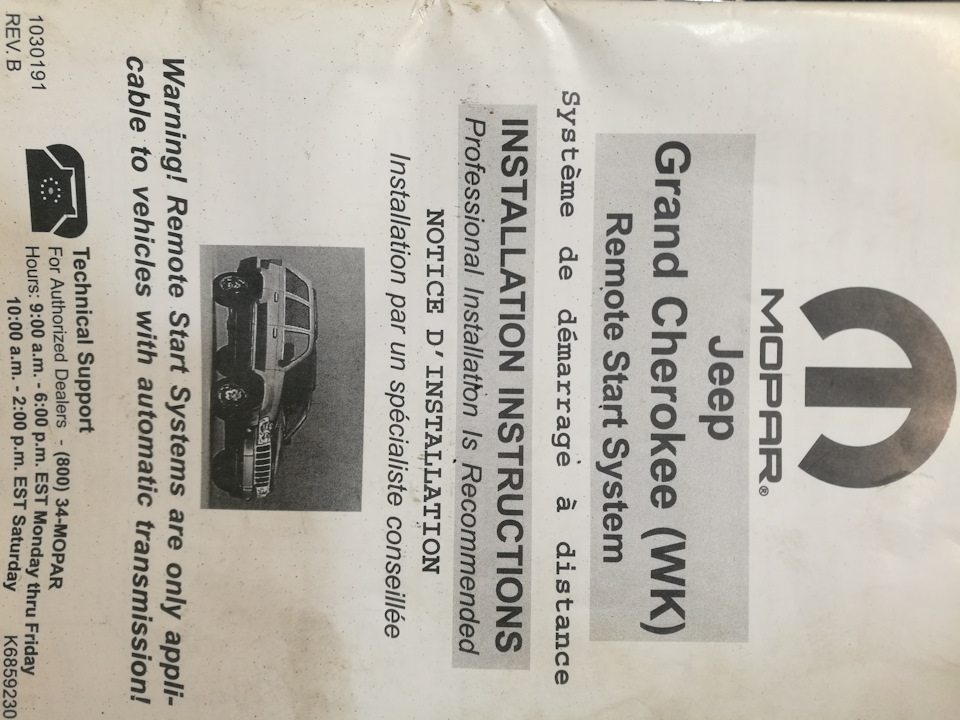 MOPAR®
Jeep
Grand Cherokee (WK)
Remote Start System
Système de démarrage à distance
INSTALLATION INSTRUCTIONS
Professional Installation Is Recommended
NOTICE D'INSTALLATION
Installation par un spécialiste conseillée
Warning! Remote Start Systems are only appli-
cable to vehicles with automatic transmission!
Technical Support
For Authorized Dealers - (800) 34-MOPAR
Hours: 9:00 a.m. - 6:00 p.m. EST Monday thru Friday
10:00 a.m. - 2:00 p.m. EST Saturday
1030191
REV. B
K6859230